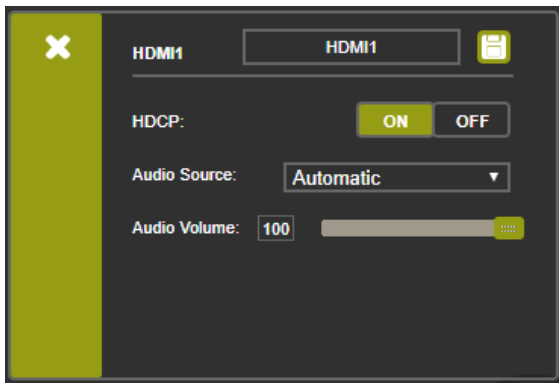 HDMI1 HDMI1
HDCP: ON OFF
Audio Source: Automatic
Audio Volume: 100